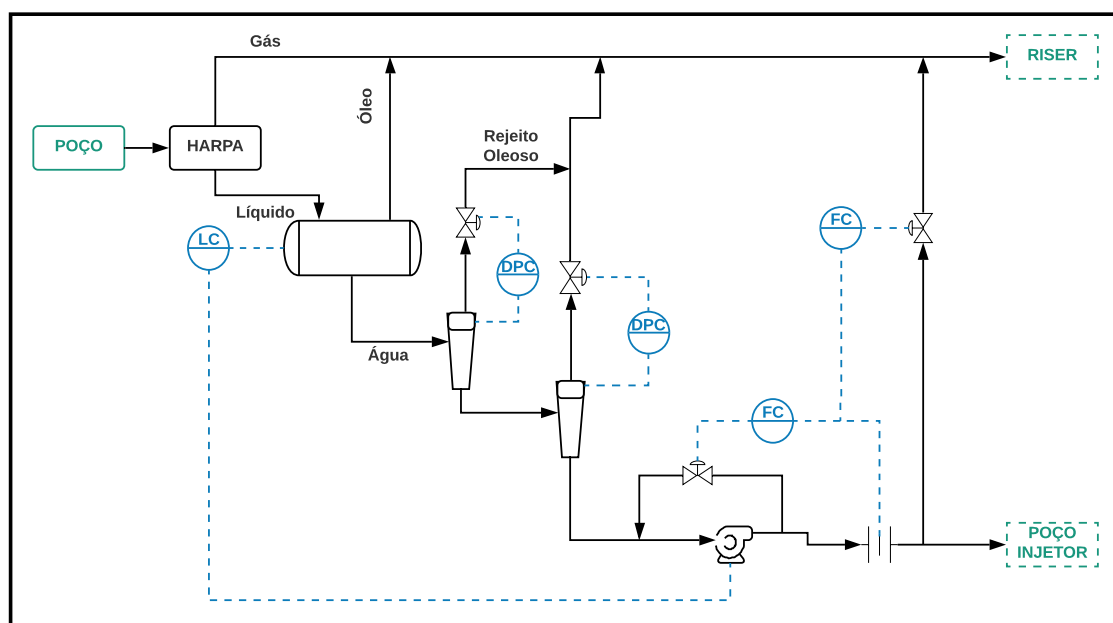 Gás
RISER
Óleo
POÇO
HARPA
Rejeito
Oleoso
Líquido
LC
FC
DPC
DPC
Água
FC
POÇO
INJETOR